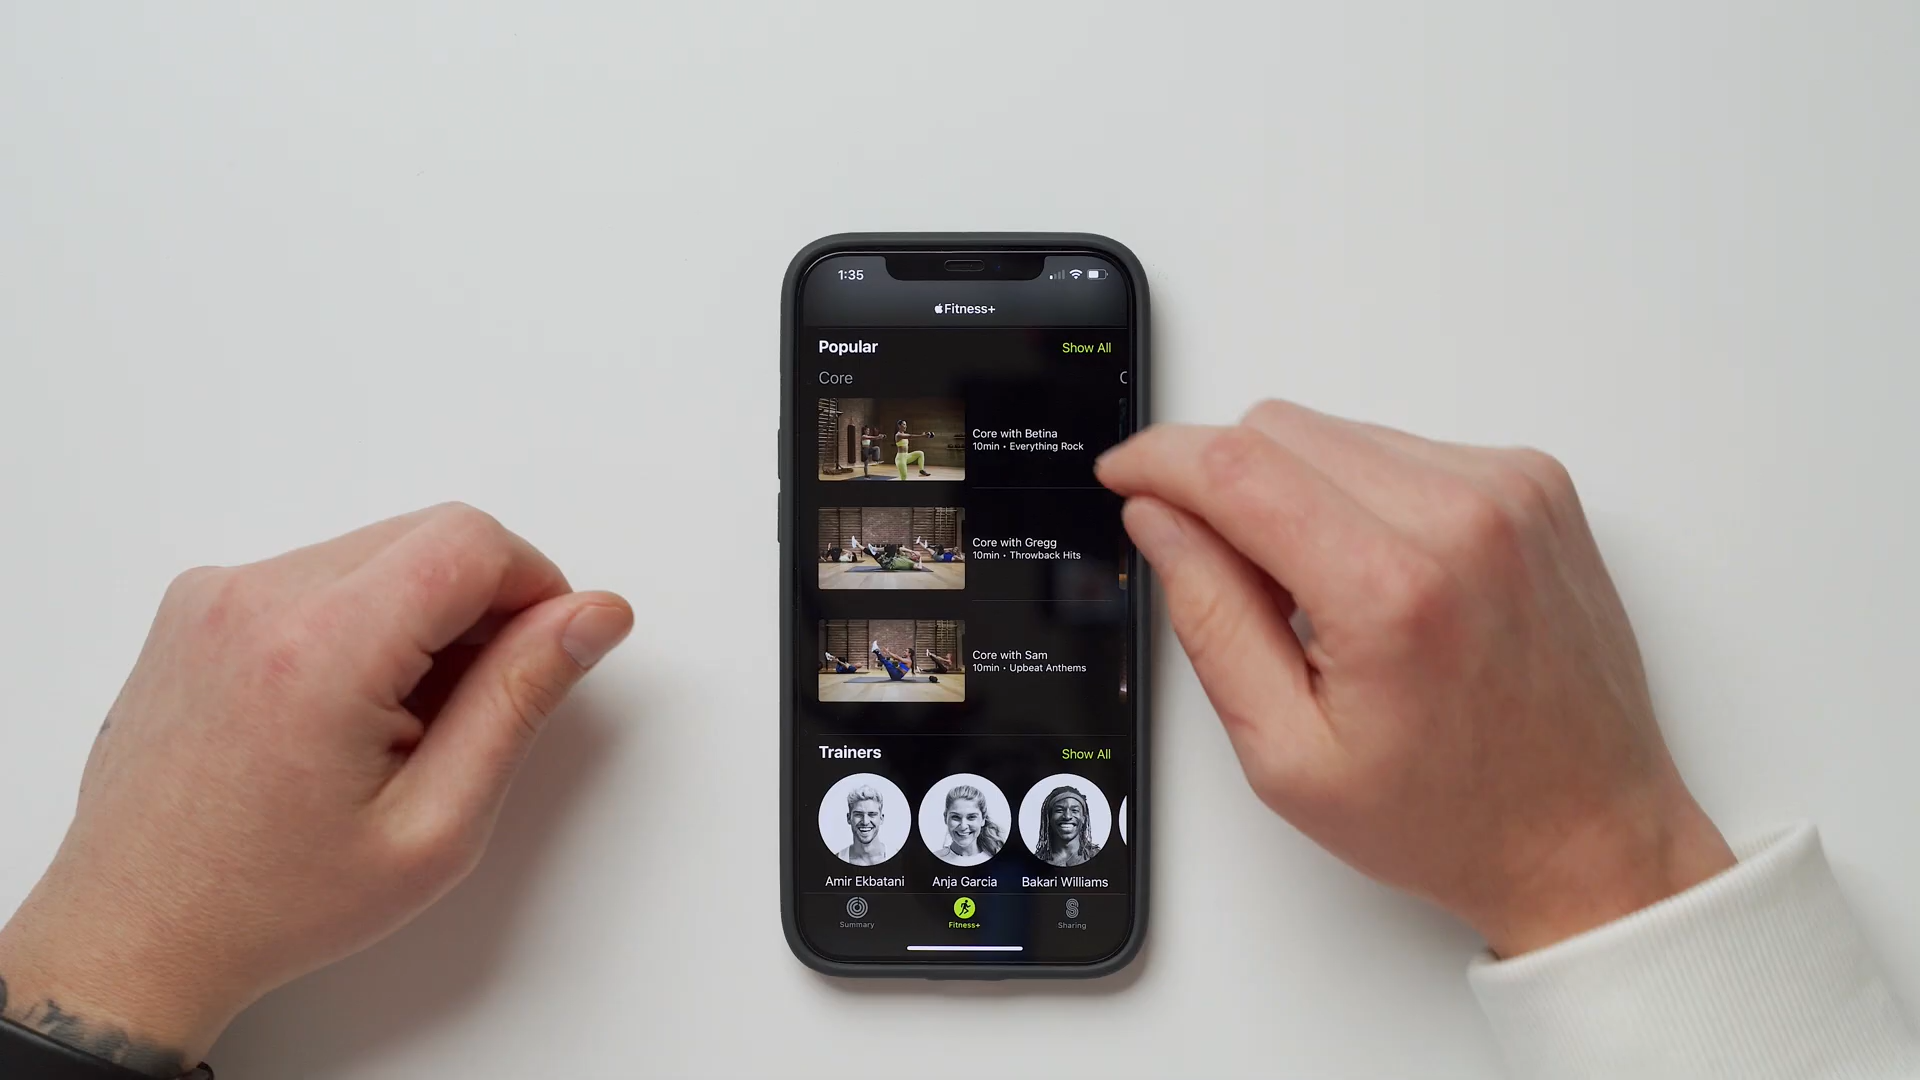 1:35
Fitness+
Popular
Show All
Core
C
Core with Betina
10min • Everything Rock
Core with Gregg
10min • Throwback Hits
Core with Sam
10min • Upbeat Anthems
Trainers
Show All
Amir Ekbatani
Anja Garcia
Bakari Williams
Summary
Fitness+
Sharing